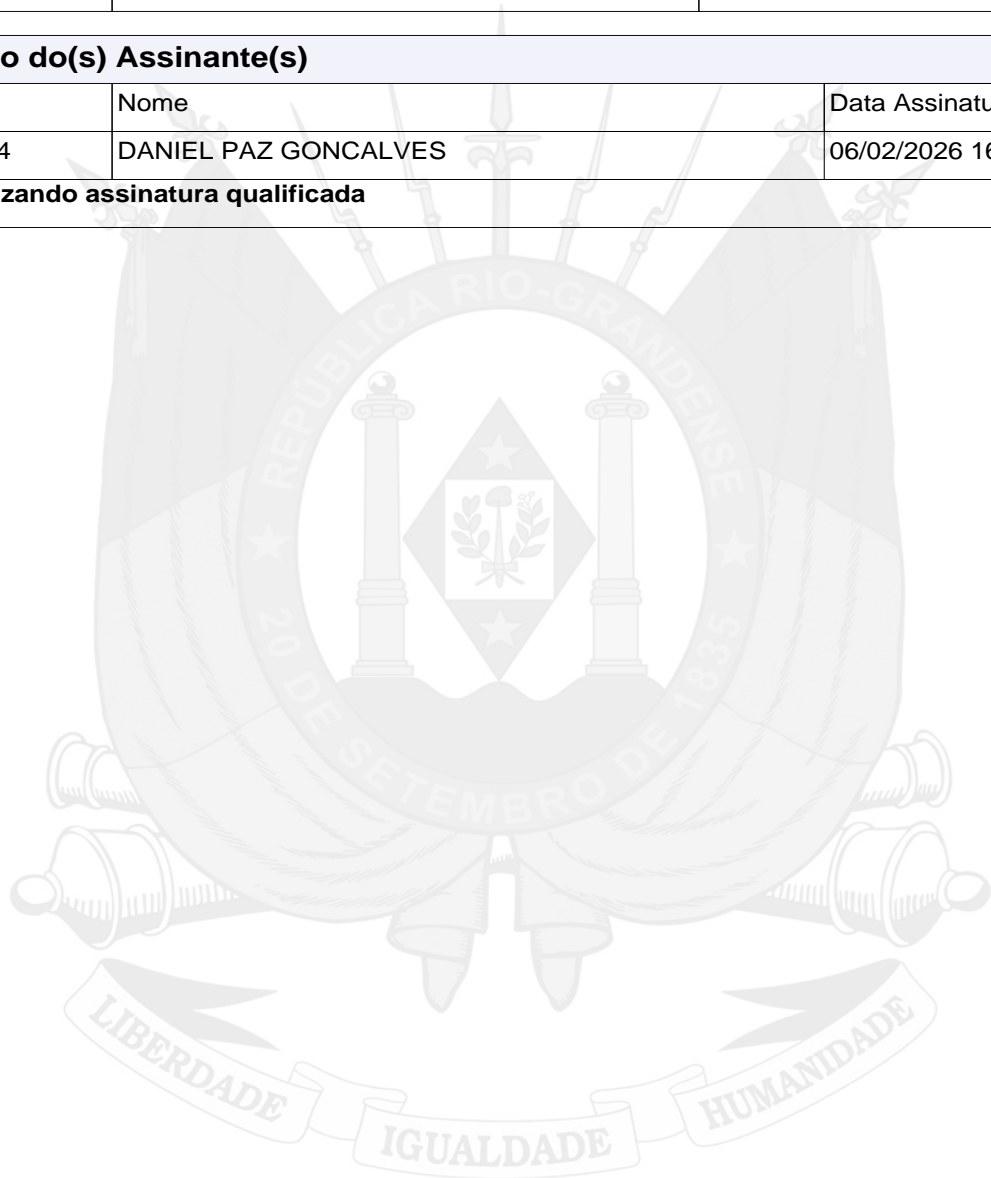 o do(s) Assinante(s)
Nome Data Assinatu
4 DANIEL PAZ GONCALVES 06/02/2026 16
zando assinatura qualificada
REPÚBLICA RIO-GRANDENSE
20 DE SETEMBRO DE 1835
LIBERDADE IGUALDADE HUMANIDADE